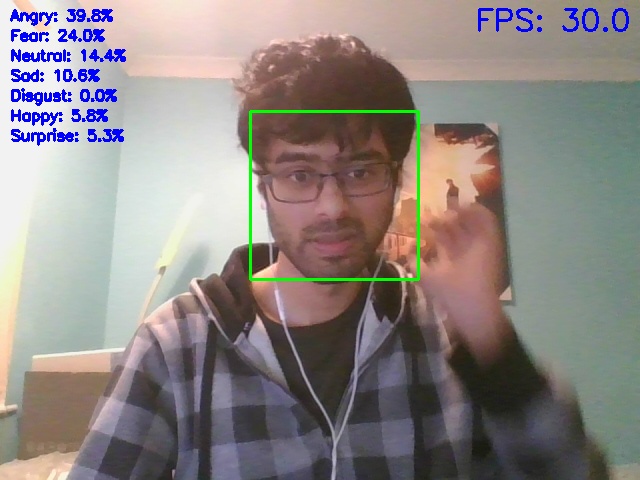 Angry: 39.8%
Fear: 24.0%
Neutral: 14.4%
Sad: 10.6%
Disgust: 0.0%
Happy: 5.8%
Surprise: 5.3%
FPS: 30.0